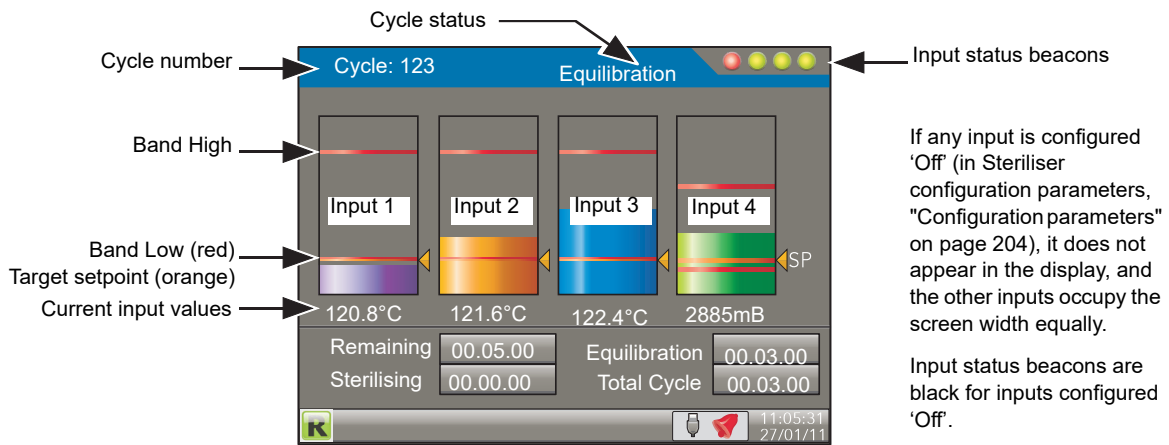 Cycle status
Cycle number
Cycle: 123
Equilibration
Input status beacons
Band High
Input 1
Input 2
Input 3
Input 4
Band Low (red)
Target setpoint (orange)
SP
Current input values
120.8°C
121.6°C
122.4°C
2885mB
Remaining
00.05.00
Equilibration
00.03.00
Sterilising
00.00.00
Total Cycle
00.03.00
R
11:05:31
27/01/11
If any input is configured
‘Off’ (in Steriliser
configuration parameters,
"Configuration parameters"
on page 204), it does not
appear in the display, and
the other inputs occupy the
screen width equally.
Input status beacons are
black for inputs configured
‘Off’.